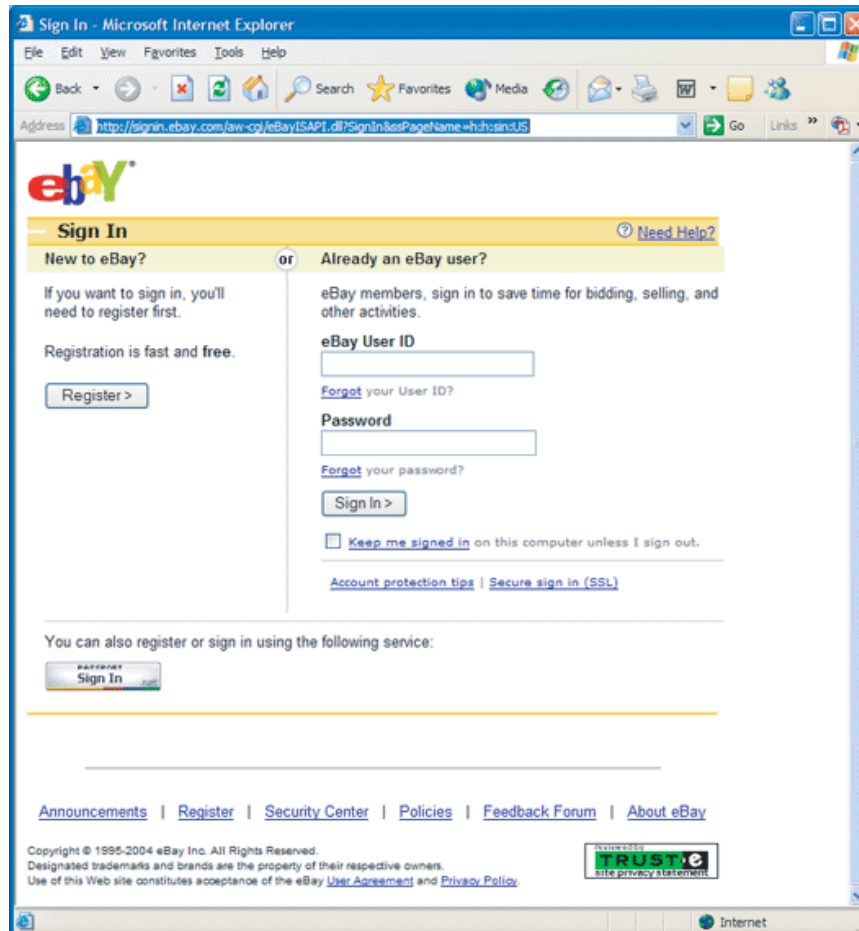 Sign In - Microsoft Internet Explorer
File Edit View Favorites Tools Help
Back Search Favorites Media
Address http://signin.ebay.com/aw-cgi/eBayISAPI.dll?SignIn&ssPageName=h:h:sin:US Go Links »
ebaY
Sign In Need Help?
New to eBay? or Already an eBay user?
If you want to sign in, you'll
need to register first.
Registration is fast and free.
Register >
eBay members, sign in to save time for bidding, selling, and
other activities.
eBay User ID
Forgot your User ID?
Password
Forgot your password?
Sign In >
Keep me signed in on this computer unless I sign out.
Account protection tips | Secure sign in (SSL)
You can also register or sign in using the following service:
PASSPORT
Sign In .net
Announcements | Register | Security Center | Policies | Feedback Forum | About eBay
Copyright © 1995-2004 eBay Inc. All Rights Reserved.
Designated trademarks and brands are the property of their respective owners.
Use of this Web site constitutes acceptance of the eBay User Agreement and Privacy Policy.
reviewed by
TRUST·e
site privacy statement
Internet